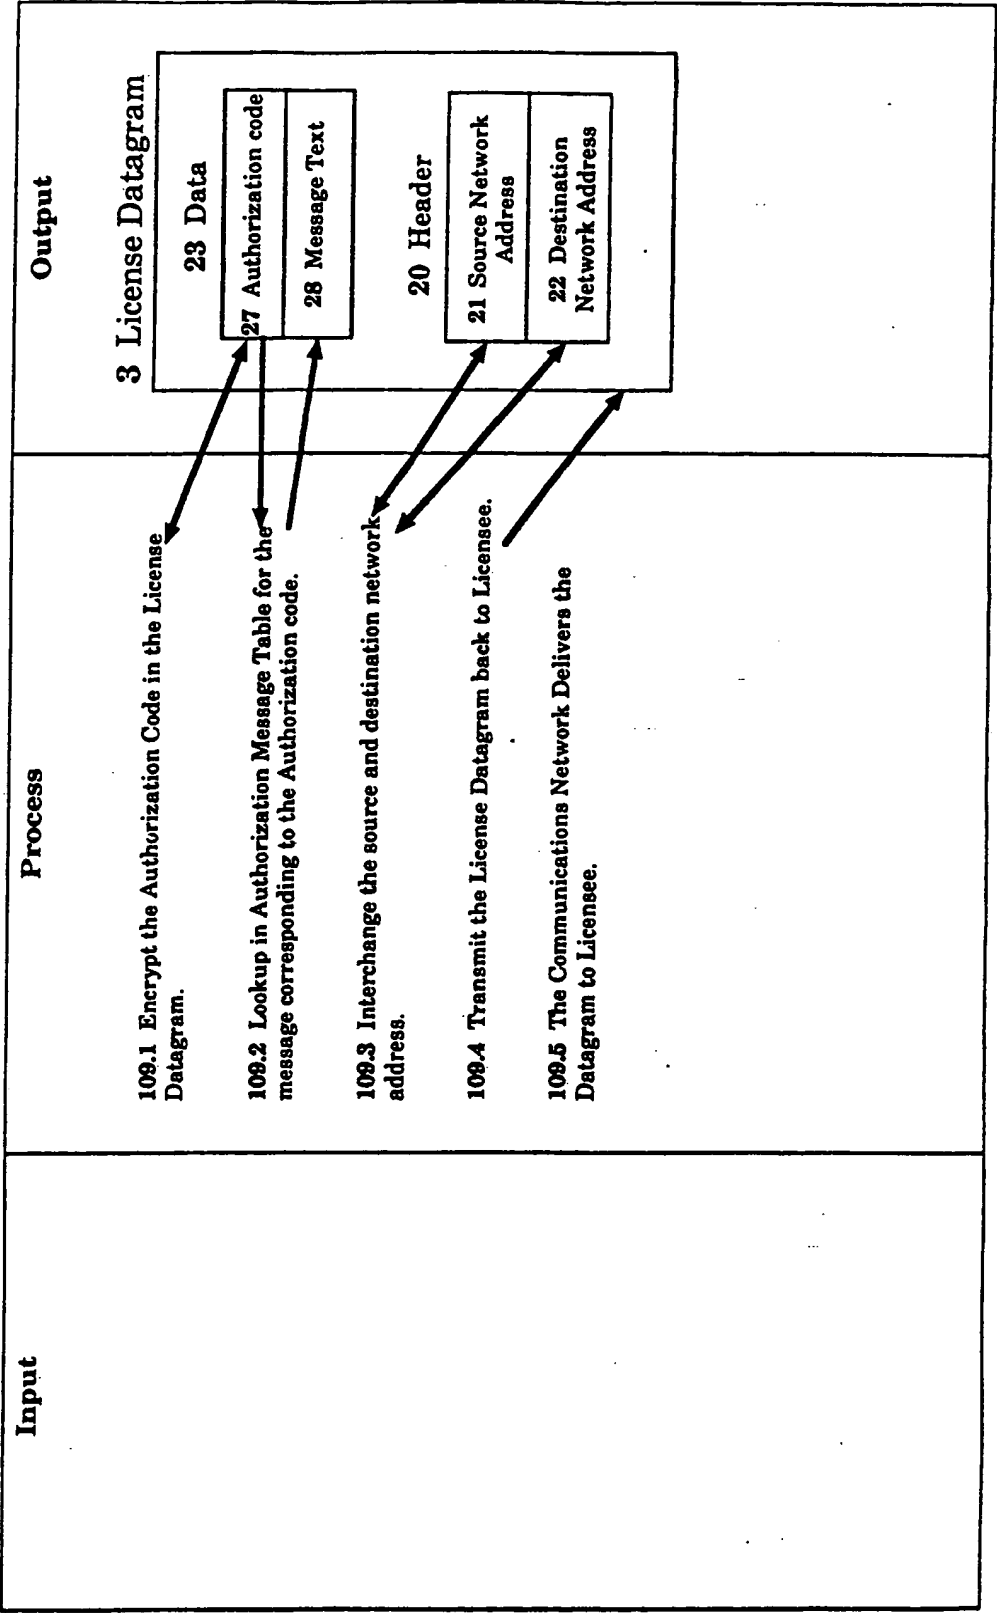 Input
Process
Output
109.1 Encrypt the Authorization Code in the License
Datagram.
109.2 Lookup in Authorization Message Table for the
message corresponding to the Authorization code.
109.3 Interchange the source and destination network
address.
109.4 Transmit the License Datagram back to Licensee.
109.5 The Communications Network Delivers the
Datagram to Licensee.
3 License Datagram
23 Data
27 Authorization code
28 Message Text
20 Header
21 Source Network
Address
22 Destination
Network Address